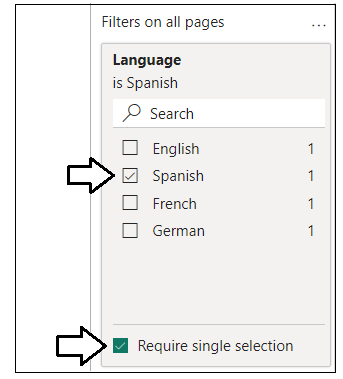 Filters on all pages ...
Language
is Spanish
Search
English 1
Spanish 1
French 1
German 1
Require single selection